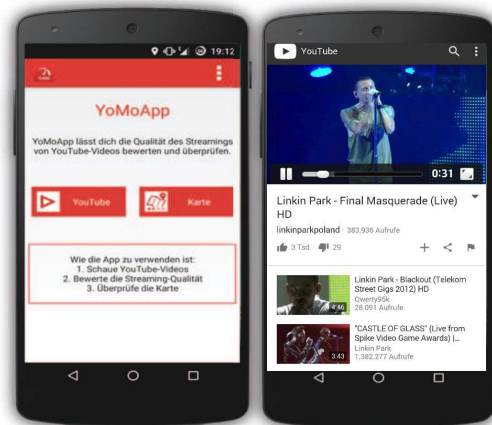 19:12
YoMoApp
YoMoApp lässt dich die Qualität des Streamings
von YouTube-Videos bewerten und überprüfen.
YouTube
Karte
Wie die App zu verwenden ist:
1. Schaue YouTube-Videos
2. Bewerte die Streaming-Qualität
3. Überprüfe die Karte
YouTube
0:31
Linkin Park - Final Masquerade (Live)
HD
linkinparkpoland · 383.936 Aufrufe
3 Tsd.
29
Linkin Park - Blackout (Telekom
Street Gigs 2012) HD
Qwerty95k
28.091 Aufrufe
4:46
"CASTLE OF GLASS" (Live from
Spike Video Game Awards) |...
Linkin Park
1.382.277 Aufrufe
3:43